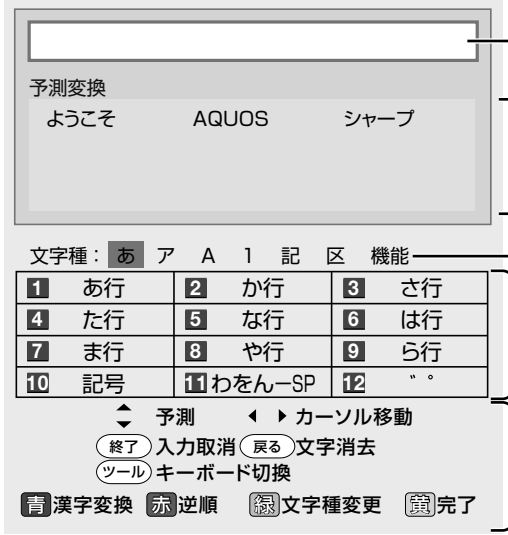 予測変換
ようこそ AQUOS シャープ
文字種： あ ア A 1 記 区 機能
1 あ行 2 か行 3 さ行
4 た行 5 な行 6 は行
7 ま行 8 や行 9 ら行
10 記号 11 わをんーSP 12 ゛゜
予測 カーソル移動
終了 入力取消 戻る 文字消去
ツール キーボード切換
青 漢字変換 赤 逆順 緑 文字種変更 黄 完了